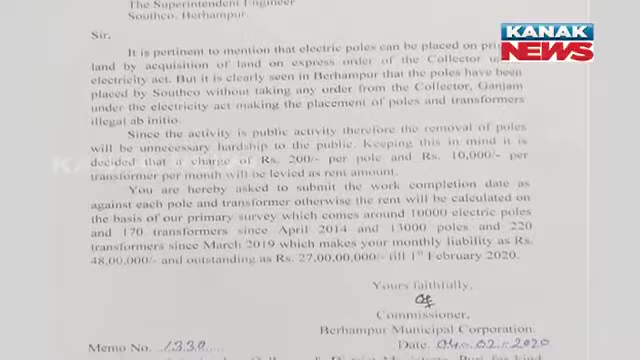 The Superintendent Engineer
Southco, Berhampur.
KANAK
NEWS
Sir,
It is pertinent to mention that electric poles can be placed on
land by acquisition of land on express order of the Collector
electricity act. But it is clearly seen in Berhampur that the poles have been
placed by Southco without taking any order from the Collector, Ganjam
under the electricity act making the placement of poles and transformers
illegal ab initio.
Since the activity is public activity therefore the removal of poles
will be unnecessary hardship to the public. Keeping this in mind it is
decided that a charge of Rs. 200/- per pole and Rs. 10,000/- per
transformer per month will be levied as rent amount.
You are hereby asked to submit the work completion date as
against each pole and transformer otherwise the rent will be calculated on
the basis of our primary survey which comes around 10000 electric poles
and 170 transformers since April 2014 and 13000 poles and 220
transformers since March 2019 which makes your monthly liability as Rs.
48,00,000/- and outstanding as Rs. 27,00,00,000/- till 1st February 2020.
Yours faithfully,
Commissioner,
Berhampur Municipal Corporation.
Memo No. 1330 Date. 04.02-2020